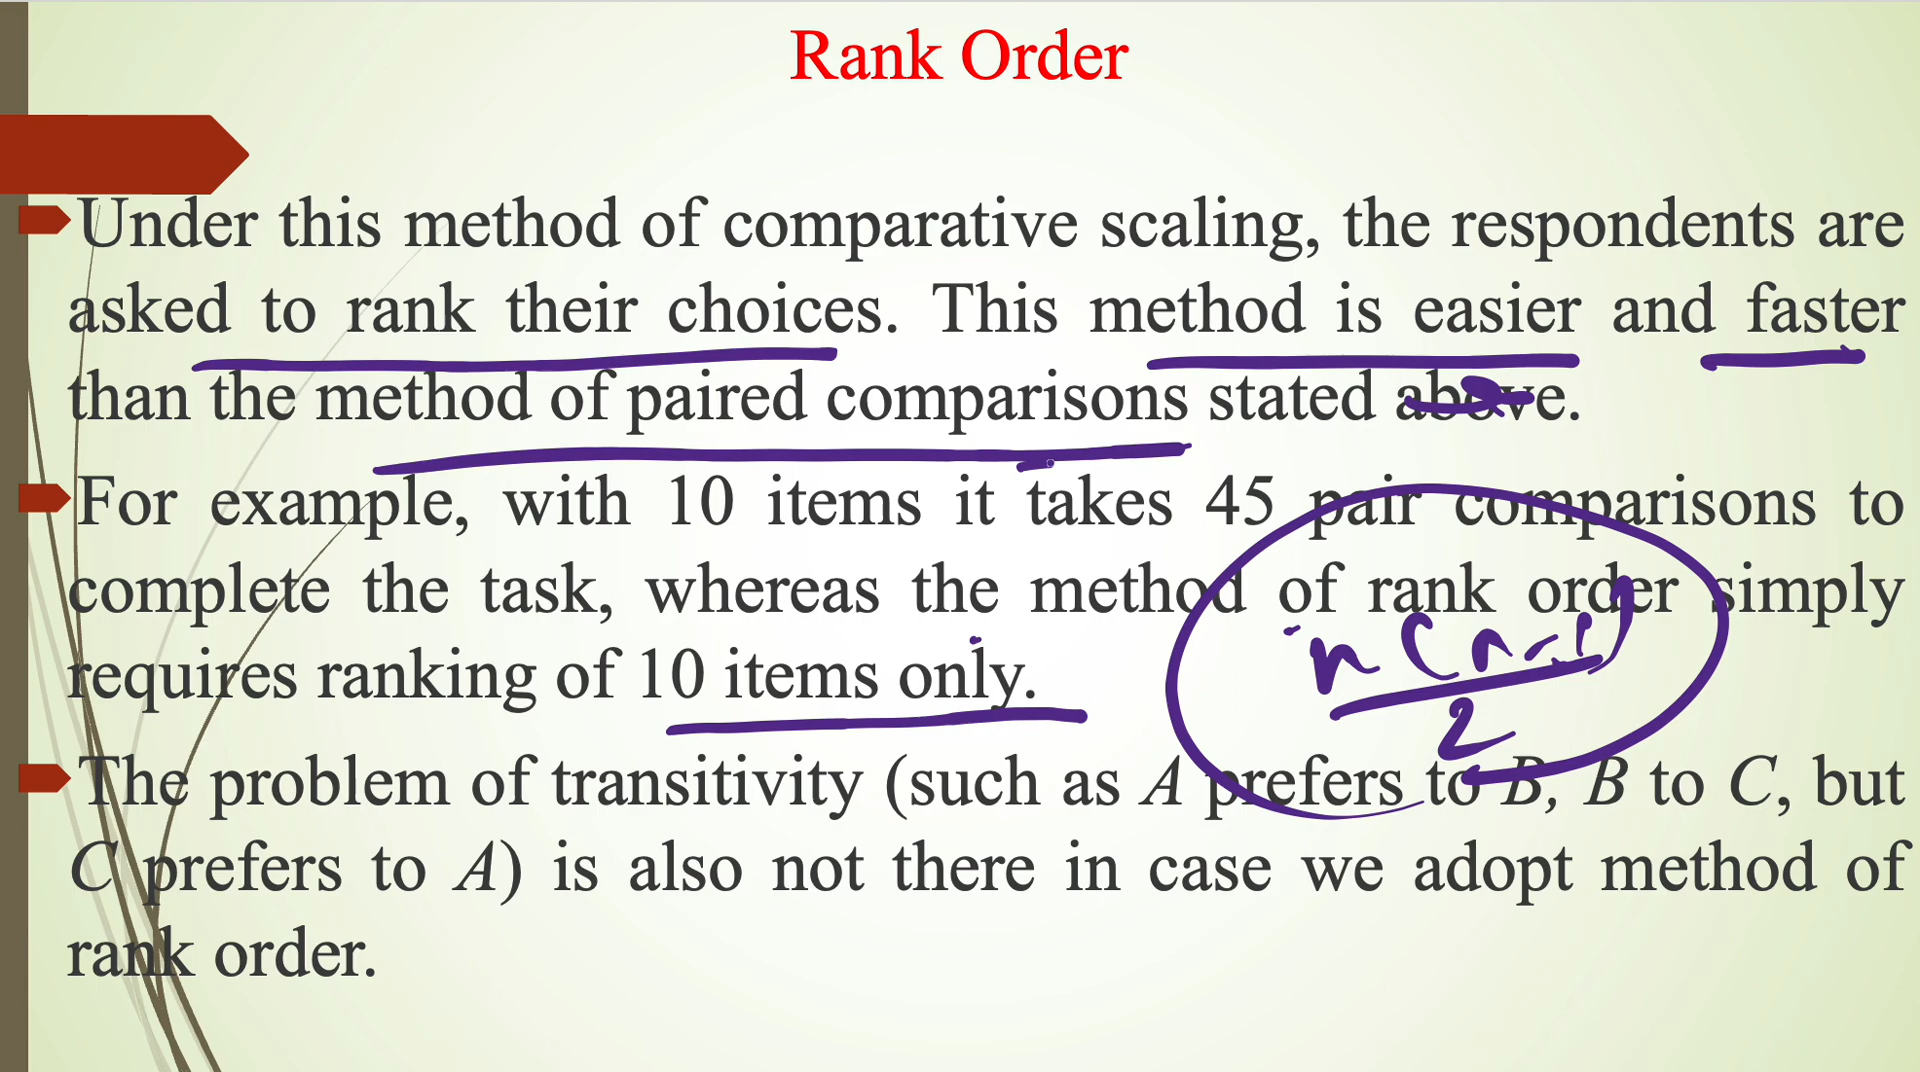 Rank Order
Under this method of comparative scaling, the respondents are
asked to rank their choices. This method is easier and faster
than the method of paired comparisons stated above.
For example, with 10 items it takes 45 pair comparisons to
complete the task, whereas the method of rank order simply
requires ranking of 10 items only.
n(n-1)
2
The problem of transitivity (such as A prefers to B, B to C, but
C prefers to A) is also not there in case we adopt method of
rank order.